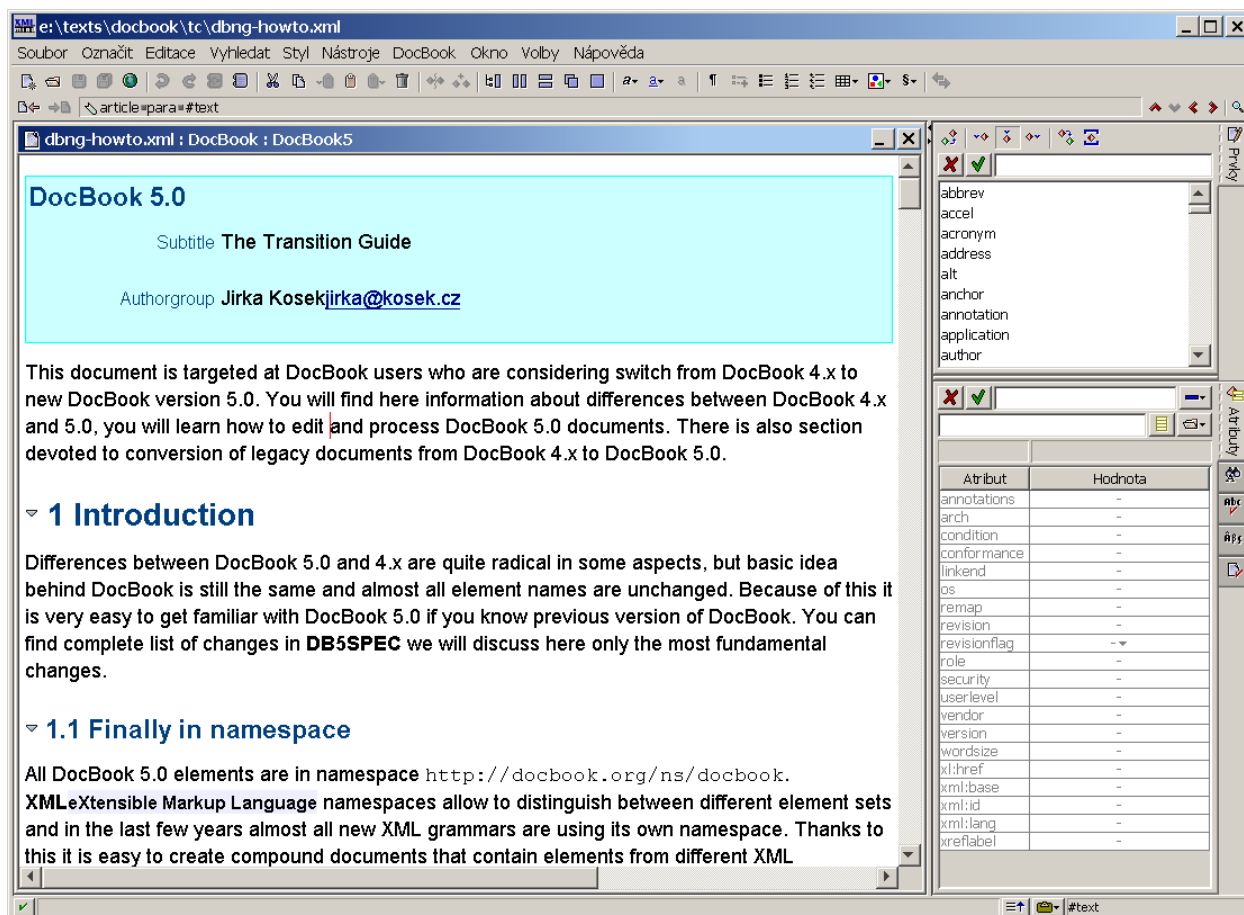 e:\texts\docbook\tc\dbng-howto.xml
Soubor Označit Editace Vyhledat Styl Nástroje DocBook Okno Volby Nápověda
article para #text
dbng-howto.xml : DocBook : DocBook5
DocBook 5.0
Subtitle The Transition Guide
Authorgroup Jirka Kosekjirka@kosek.cz
This document is targeted at DocBook users who are considering switch from DocBook 4.x to
new DocBook version 5.0. You will find here information about differences between DocBook 4.x
and 5.0, you will learn how to edit and process DocBook 5.0 documents. There is also section
devoted to conversion of legacy documents from DocBook 4.x to DocBook 5.0.
1 Introduction
Differences between DocBook 5.0 and 4.x are quite radical in some aspects, but basic idea
behind DocBook is still the same and almost all element names are unchanged. Because of this it
is very easy to get familiar with DocBook 5.0 if you know previous version of DocBook. You can
find complete list of changes in DB5SPEC we will discuss here only the most fundamental
changes.
1.1 Finally in namespace
All DocBook 5.0 elements are in namespace http://docbook.org/ns/docbook.
XMLeXtensible Markup Language namespaces allow to distinguish between different element sets
and in the last few years almost all new XML grammars are using its own namespace. Thanks to
this it is easy to create compound documents that contain elements from different XML
Prvky
abbrev
accel
acronym
address
alt
anchor
annotation
application
author
Atributy
Atribut Hodnota
annotations -
arch -
condition -
conformance -
linkend -
os -
remap -
revision -
revisionflag -
role -
security -
userlevel -
vendor -
version -
wordsize -
xl:href -
xml:base -
xml:id -
xml:lang -
xreflabel -
#text